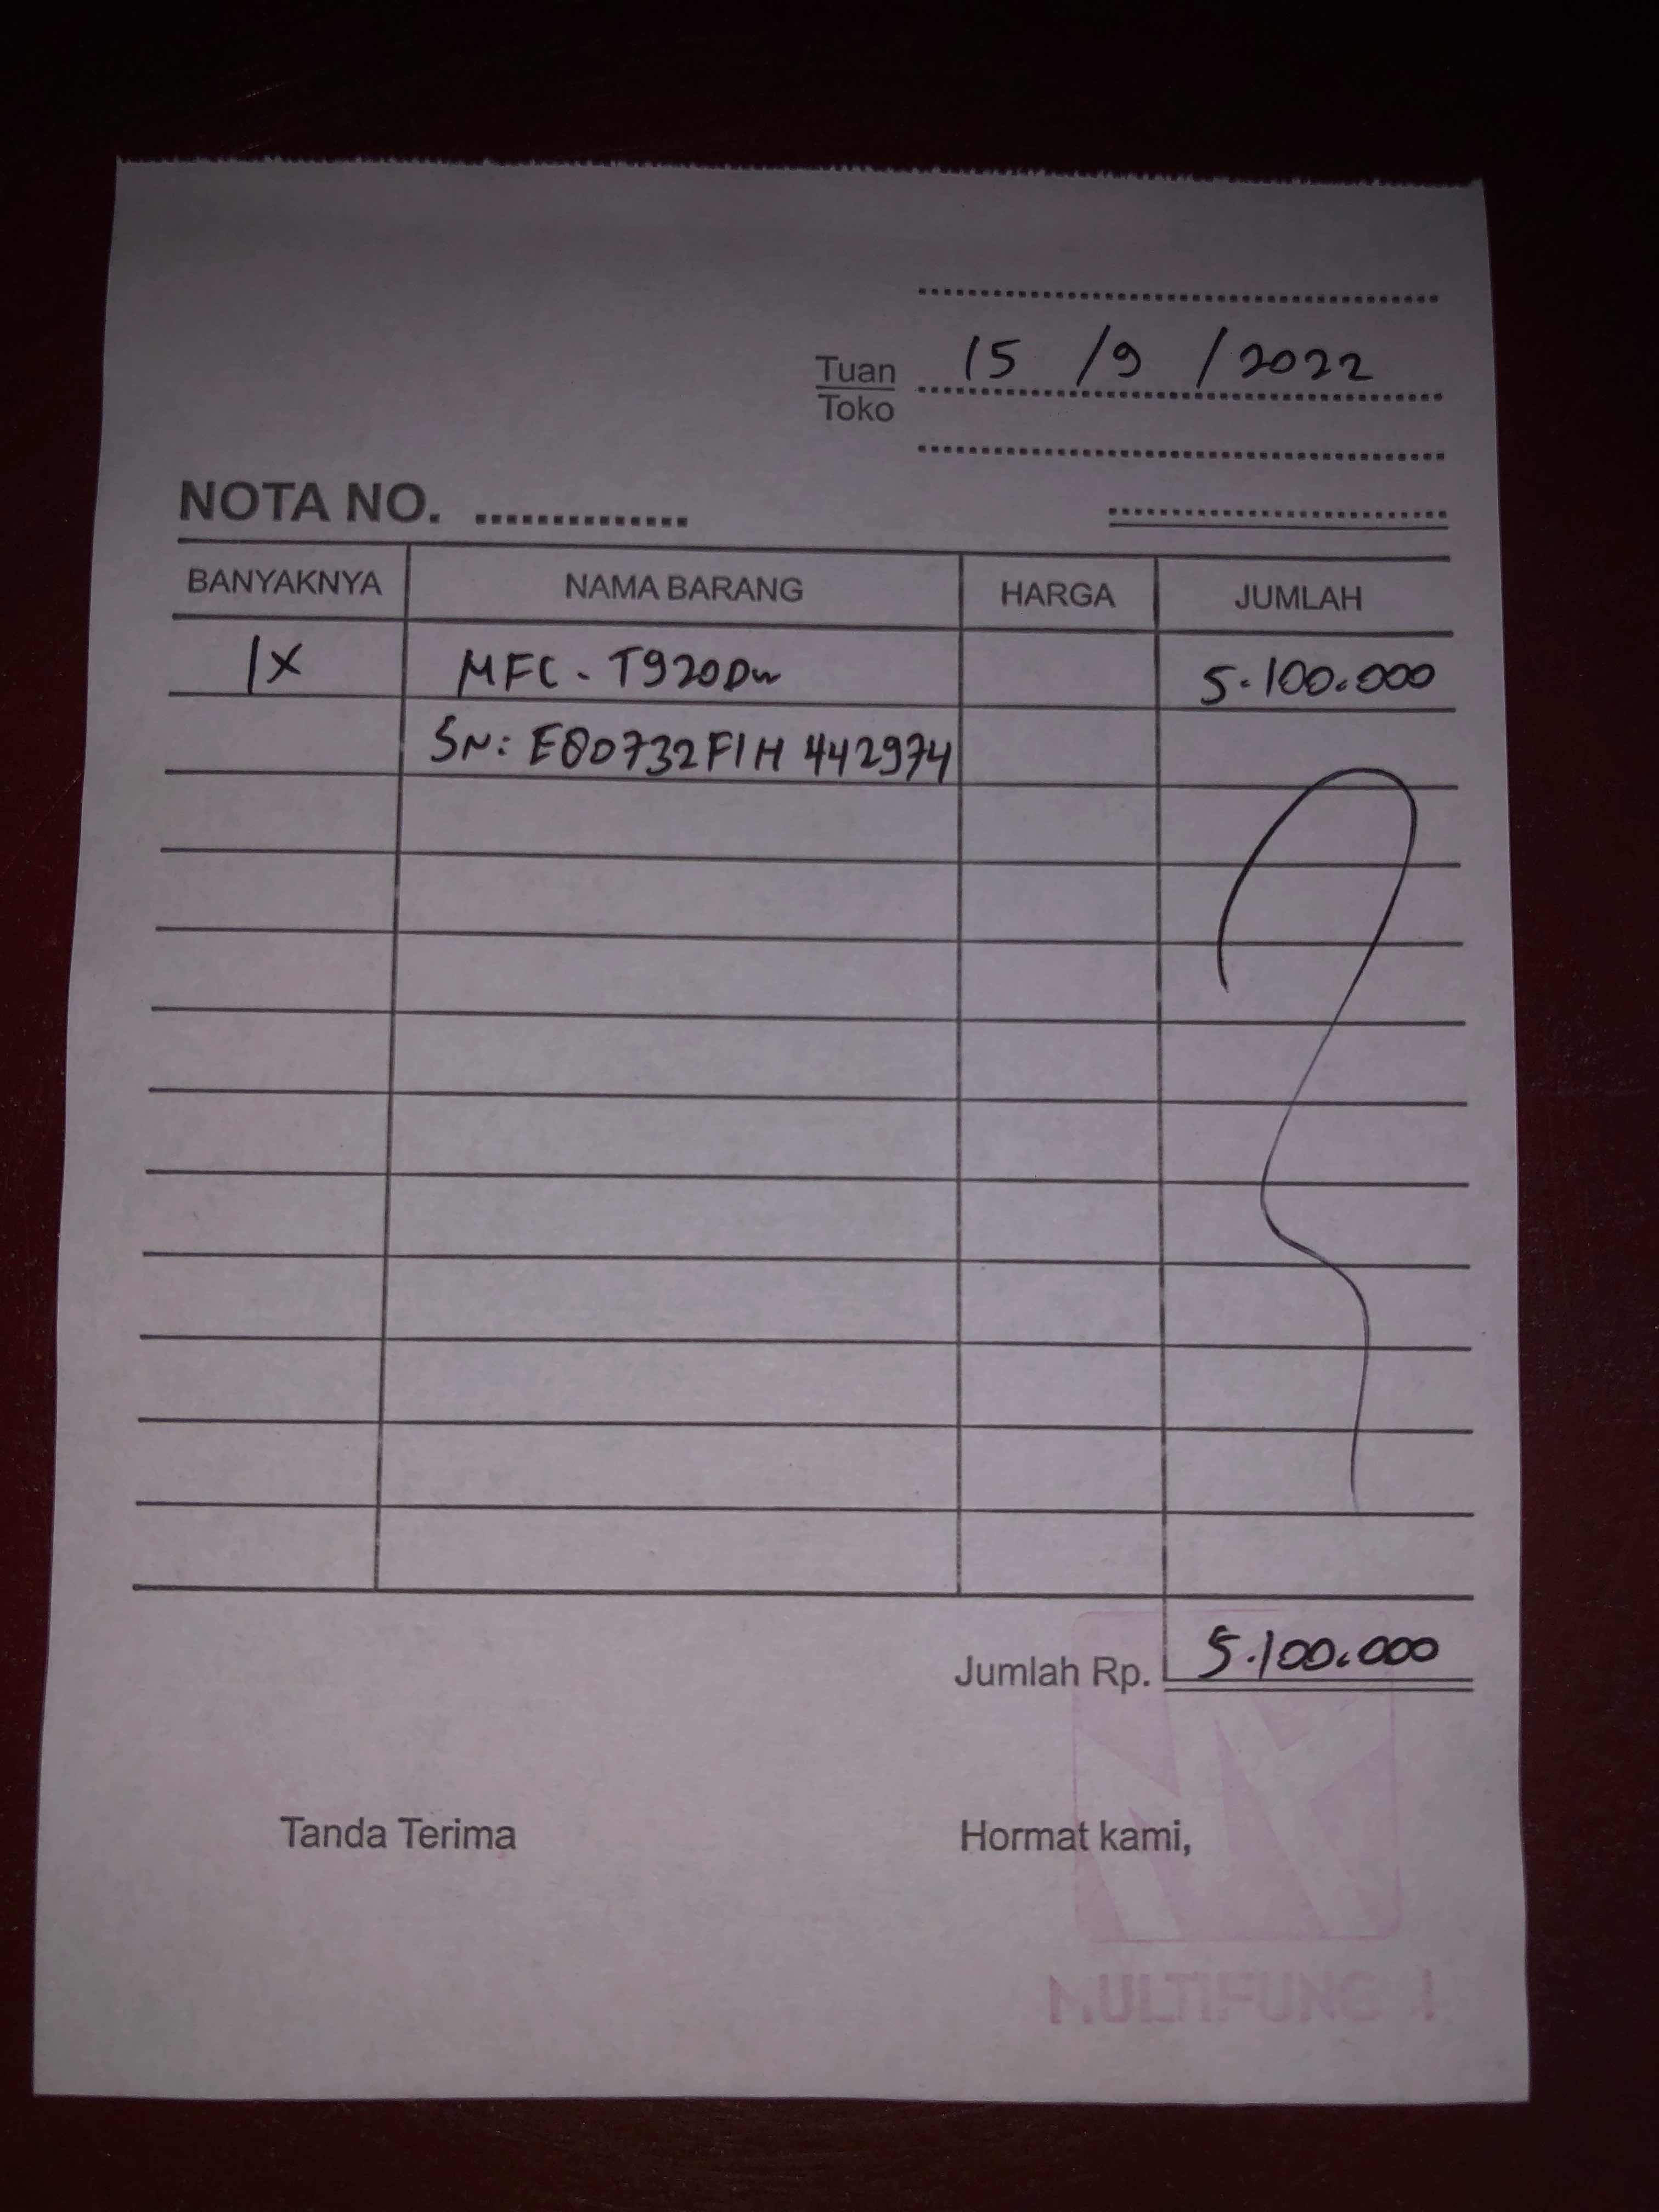 15 /9 /2022
Tuan
Toko
NOTA NO. ..............
BANYAKNYA NAMA BARANG HARGA JUMLAH
1X MFC - T920DW 5.100.000
SN: E80732F1H 442974
Jumlah Rp. 5.100.000
Tanda Terima Hormat kami,